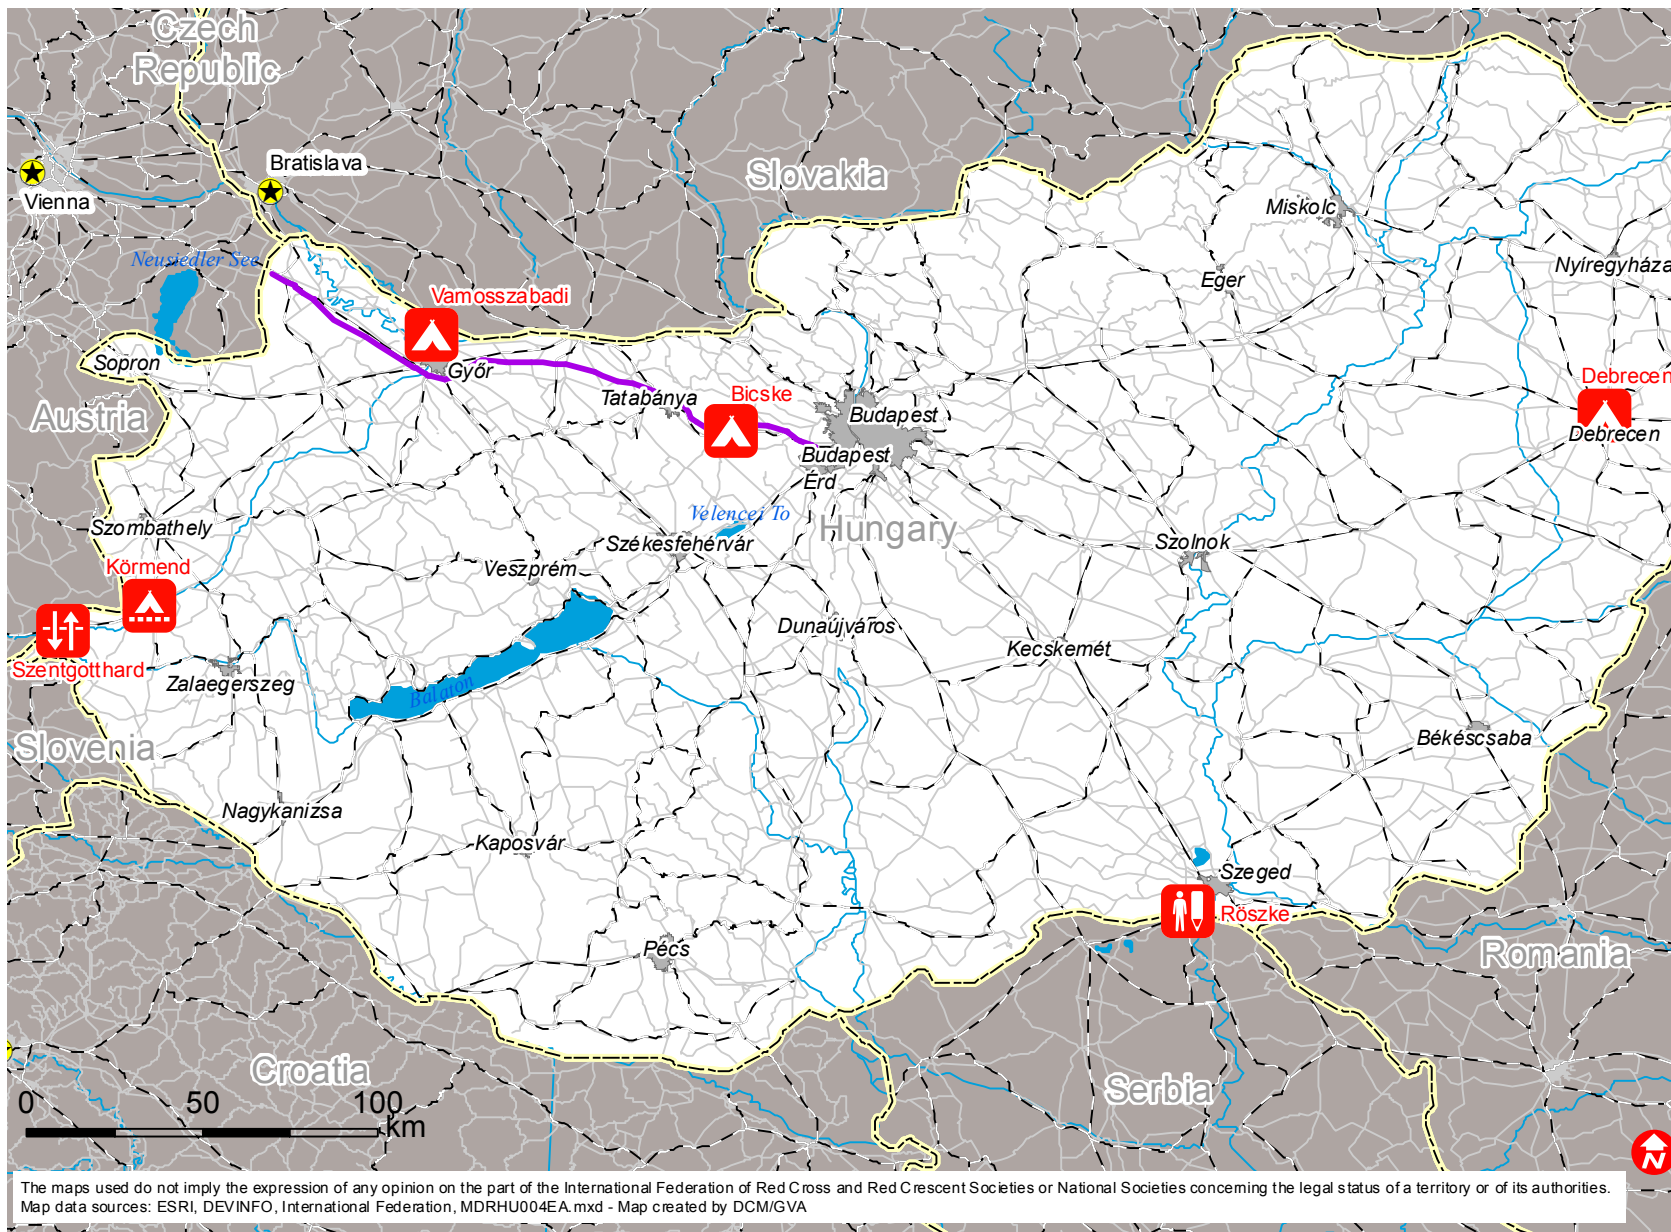 Czech
Republic
Bratislava
Vienna
Slovakia
Miskolc
Neusiedler See
Nyíregyháza
Eger
Vamosszabadi
Sopron
Győr
Debrecen
Tatabánya
Bicske
Austria
Budapest
Debrecen
Budapest
Érd
Velencei To
Szombathely
Hungary
Székesfehérvár
Szolnok
Körmend
Veszprém
Dunaújváros
Kecskemét
Szentgotthard
Zalaegerszeg
Balaton
Slovenia
Békéscsaba
Nagykanizsa
Kaposvár
Szeged
Röszke
Pécs
Romania
Croatia
Serbia
0 50 100
km
N
The maps used do not imply the expression of any opinion on the part of the International Federation of Red Cross and Red Crescent Societies or National Societies concerning the legal status of a territory or of its authorities.
Map data sources: ESRI, DEVINFO, International Federation, MDRHU004EA.mxd - Map created by DCM/GVA